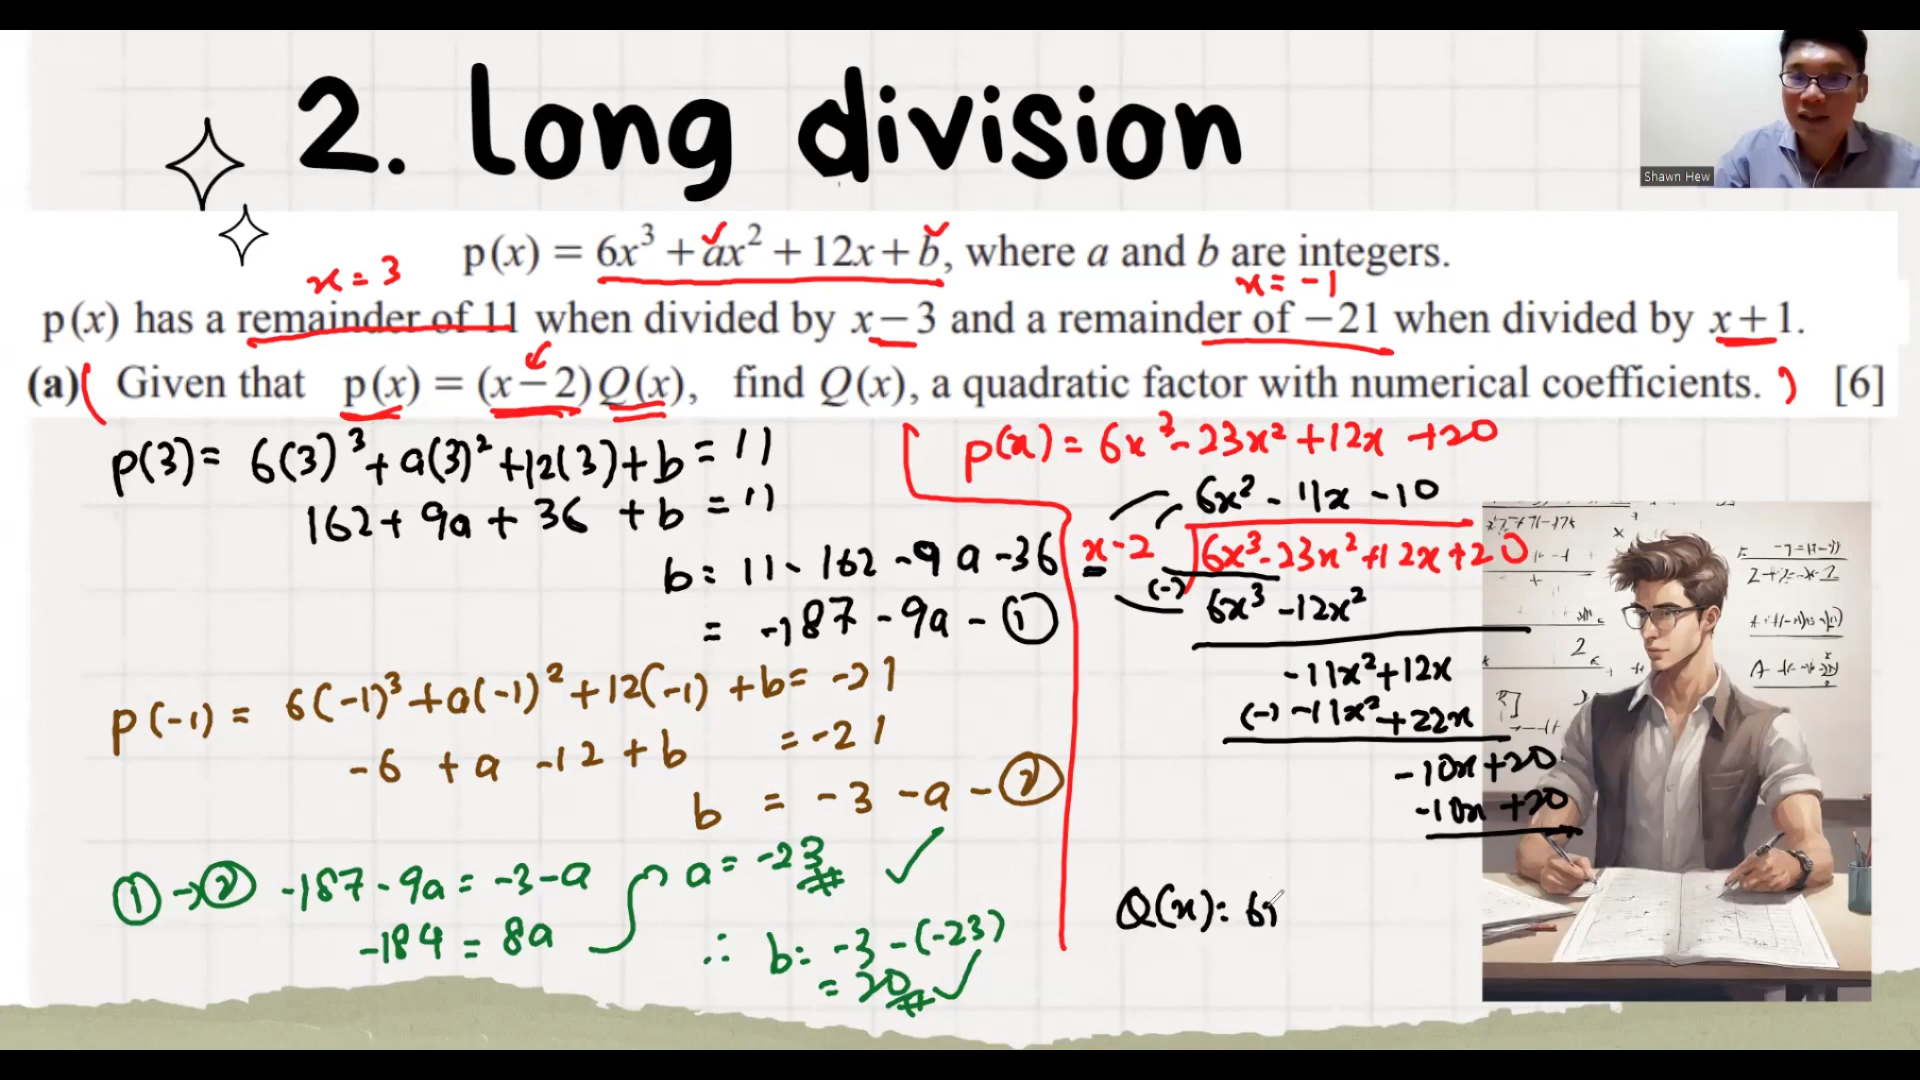 2. Long division
Shawn Hew
p(x) = 6x³ + ax² + 12x + b, where a and b are integers.
x = 3
x = -1
p(x) has a remainder of 11 when divided by x − 3 and a remainder of −21 when divided by x + 1.
(a) ( Given that p(x) = (x − 2)Q(x), find Q(x), a quadratic factor with numerical coefficients. ) [6]
p(3) = 6(3)³ + a(3)² + 12(3) + b = 11
162 + 9a + 36 + b = 11
b = 11 - 162 - 9a - 36
= -187 - 9a - ①
p(-1) = 6(-1)³ + a(-1)² + 12(-1) + b = -21
-6 + a - 12 + b = -21
b = -3 - a - ②
① → ② -187 - 9a = -3 - a
-184 = 8a
a = -23
∴ b = -3 - (-23)
= 20
p(x) = 6x³ - 23x² + 12x + 20
6x² - 11x - 10
x - 2 6x³ - 23x² + 12x + 20
(-) 6x³ - 12x²
-11x² + 12x
(-) -11x² + 22x
-10x + 20
-10x + 20
Q(x) = 6x